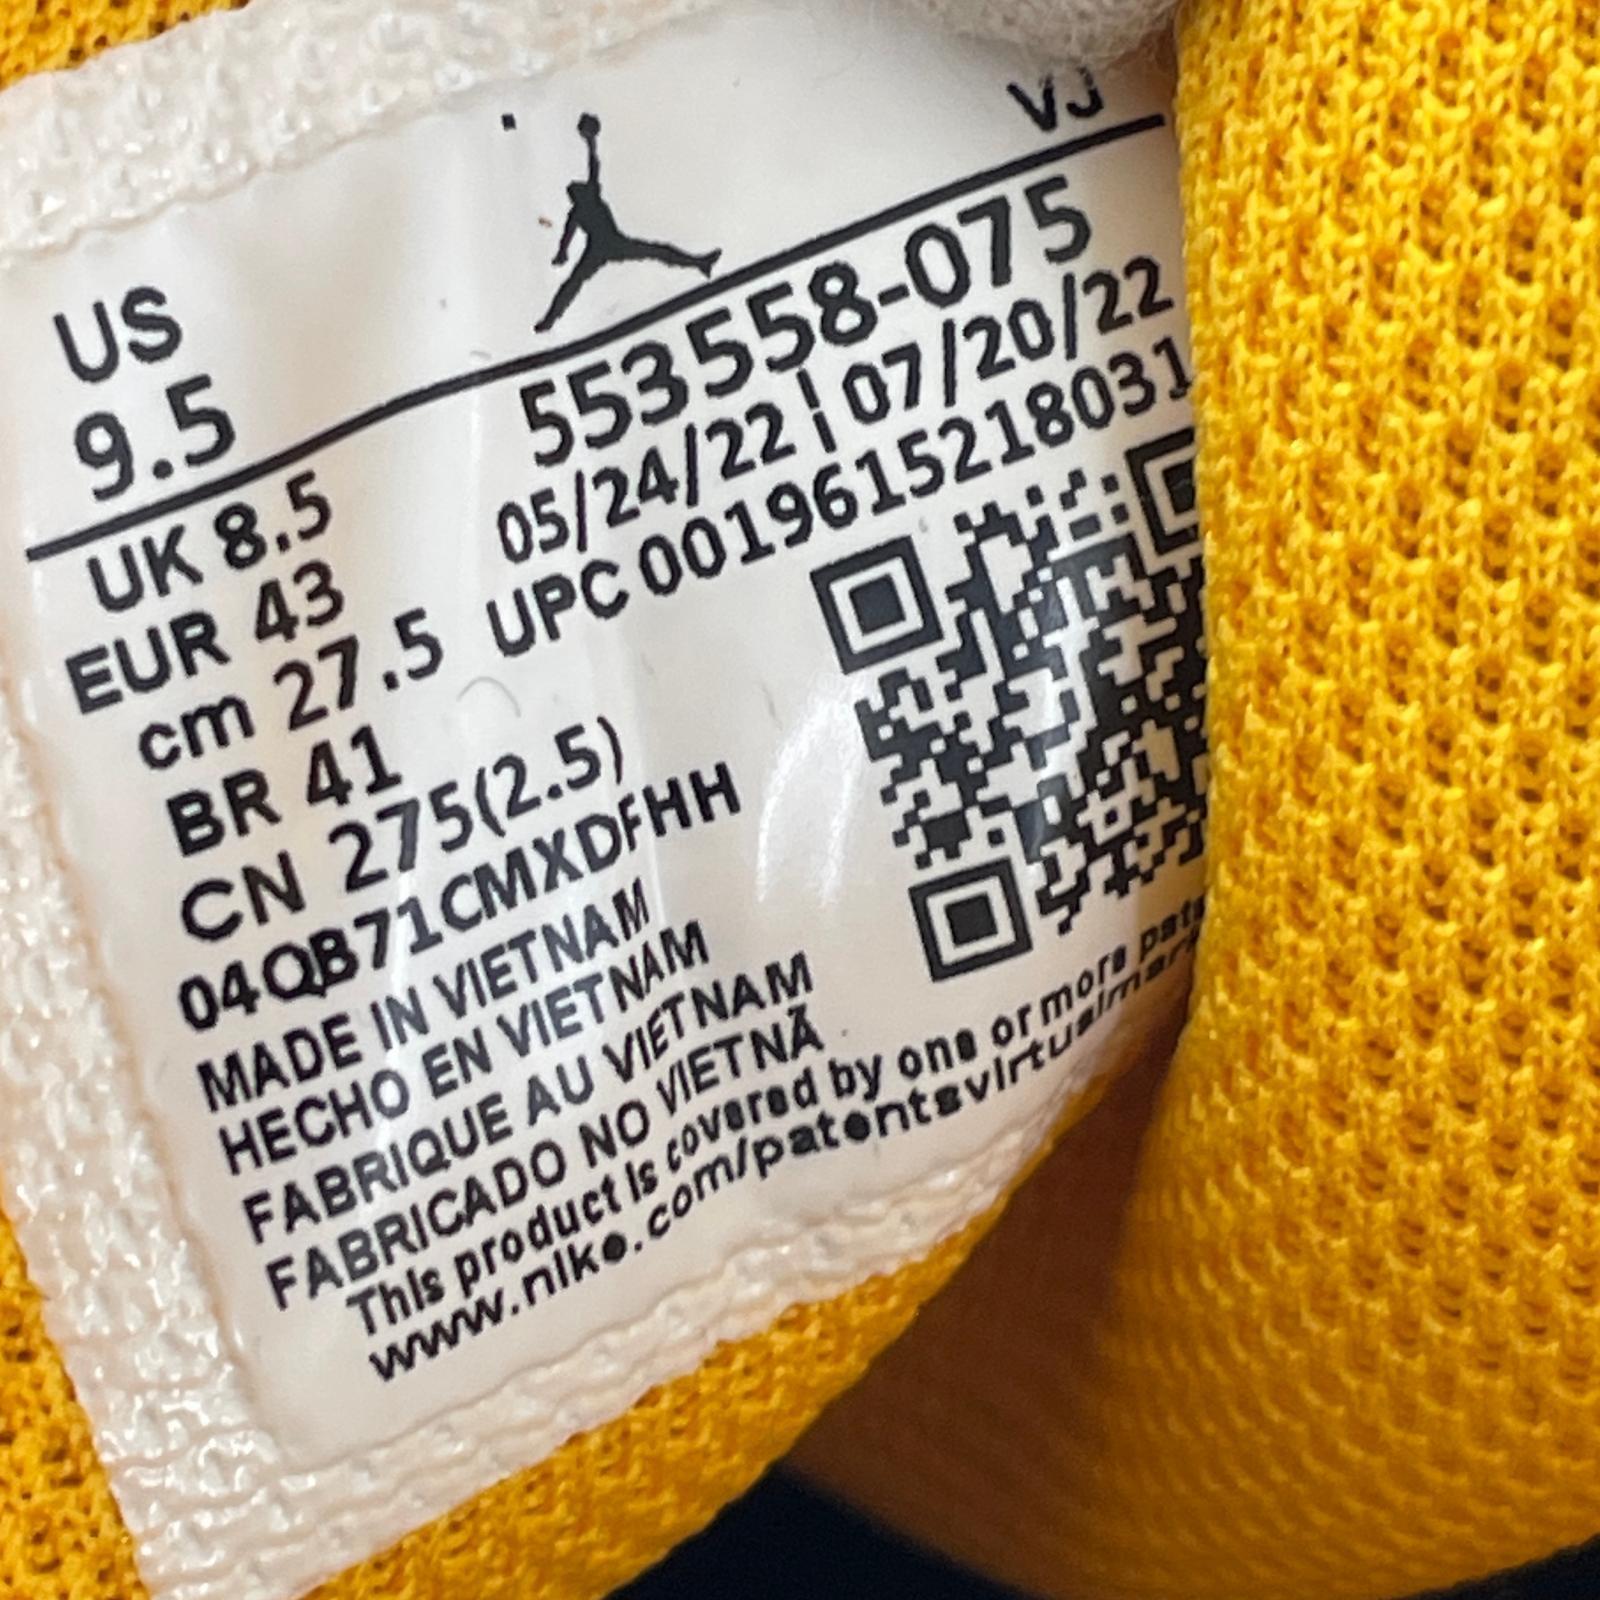 VJ
US
9.5
553558-075
05/24/22 ¦ 07/20/22
UPC 0019615218031
UK 8.5
EUR 43
cm 27.5
BR 41
CN 275(2.5)
04QB71CMXDFHH
MADE IN VIETNAM
HECHO EN VIETNAM
FABRIQUE AU VIETNAM
FABRICADO NO VIETNÃ
This product is covered by one or more
www.nike.com/patents